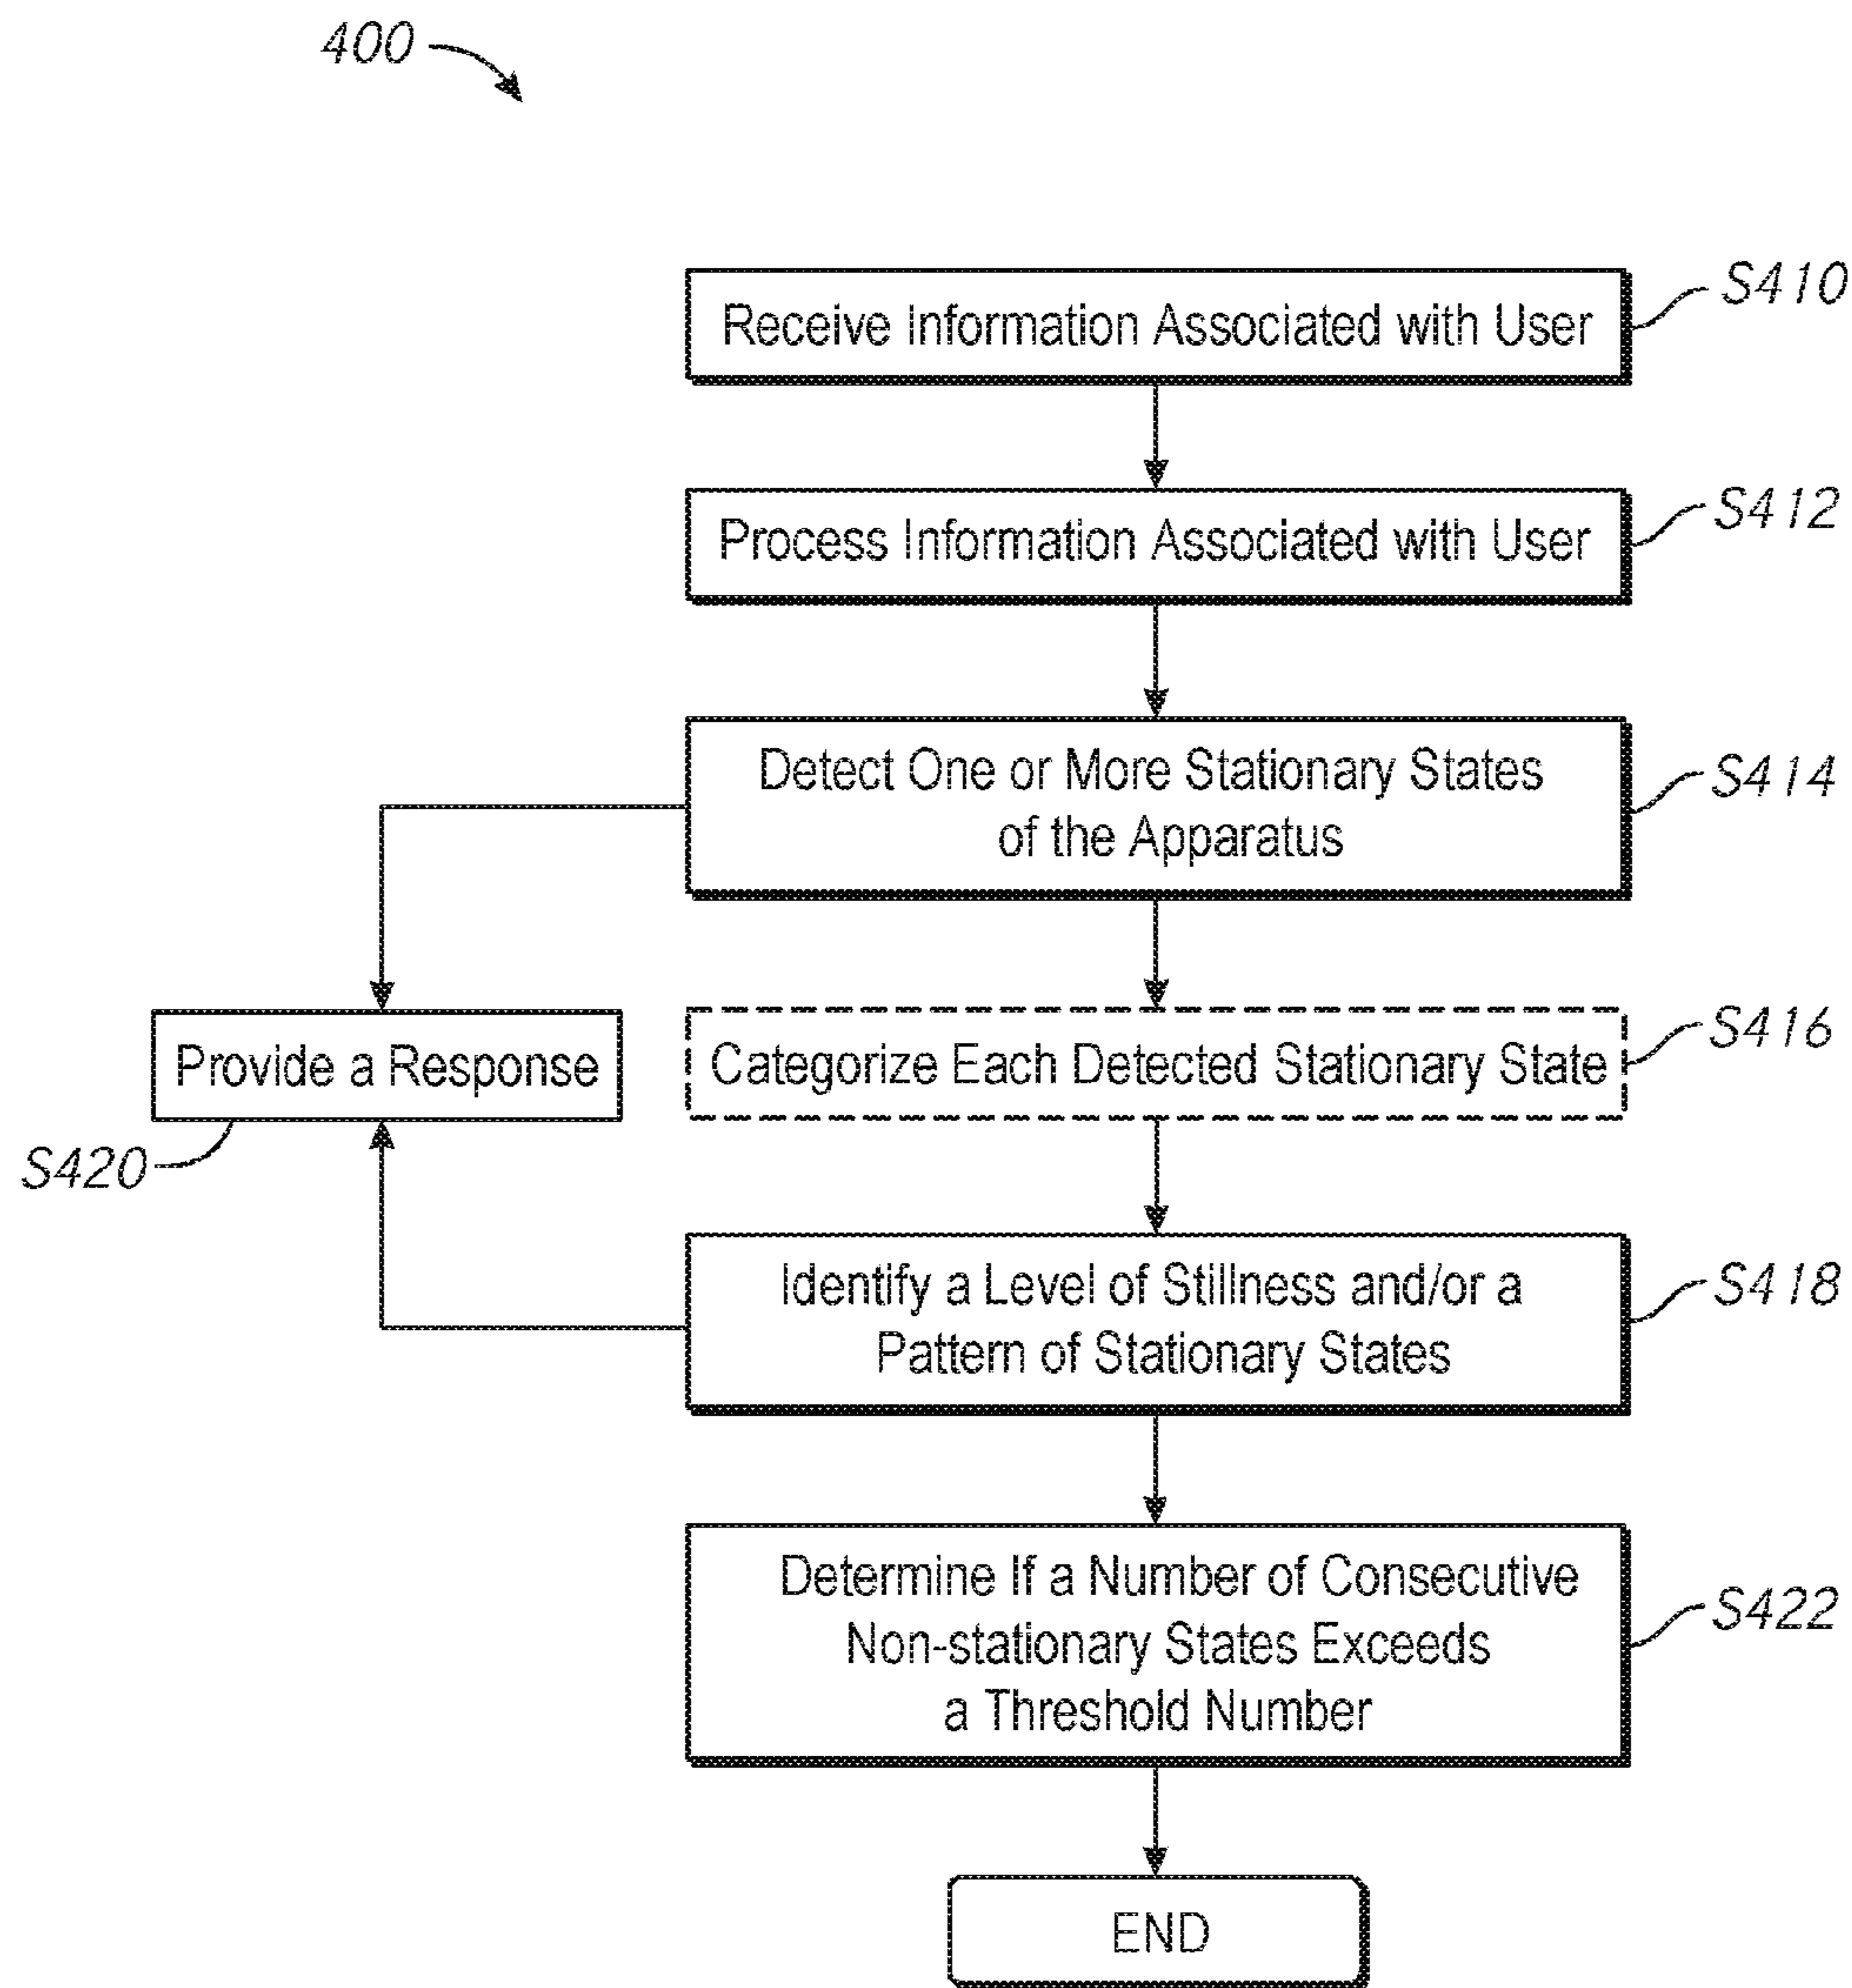 400
Receive Information Associated with User
S410
Process Information Associated with User
S412
Detect One or More Stationary States
of the Apparatus
S414
Provide a Response
S420
Categorize Each Detected Stationary State
S416
Identify a Level of Stillness and/or a
Pattern of Stationary States
S418
Determine If a Number of Consecutive
Non-stationary States Exceeds
a Threshold Number
S422
END